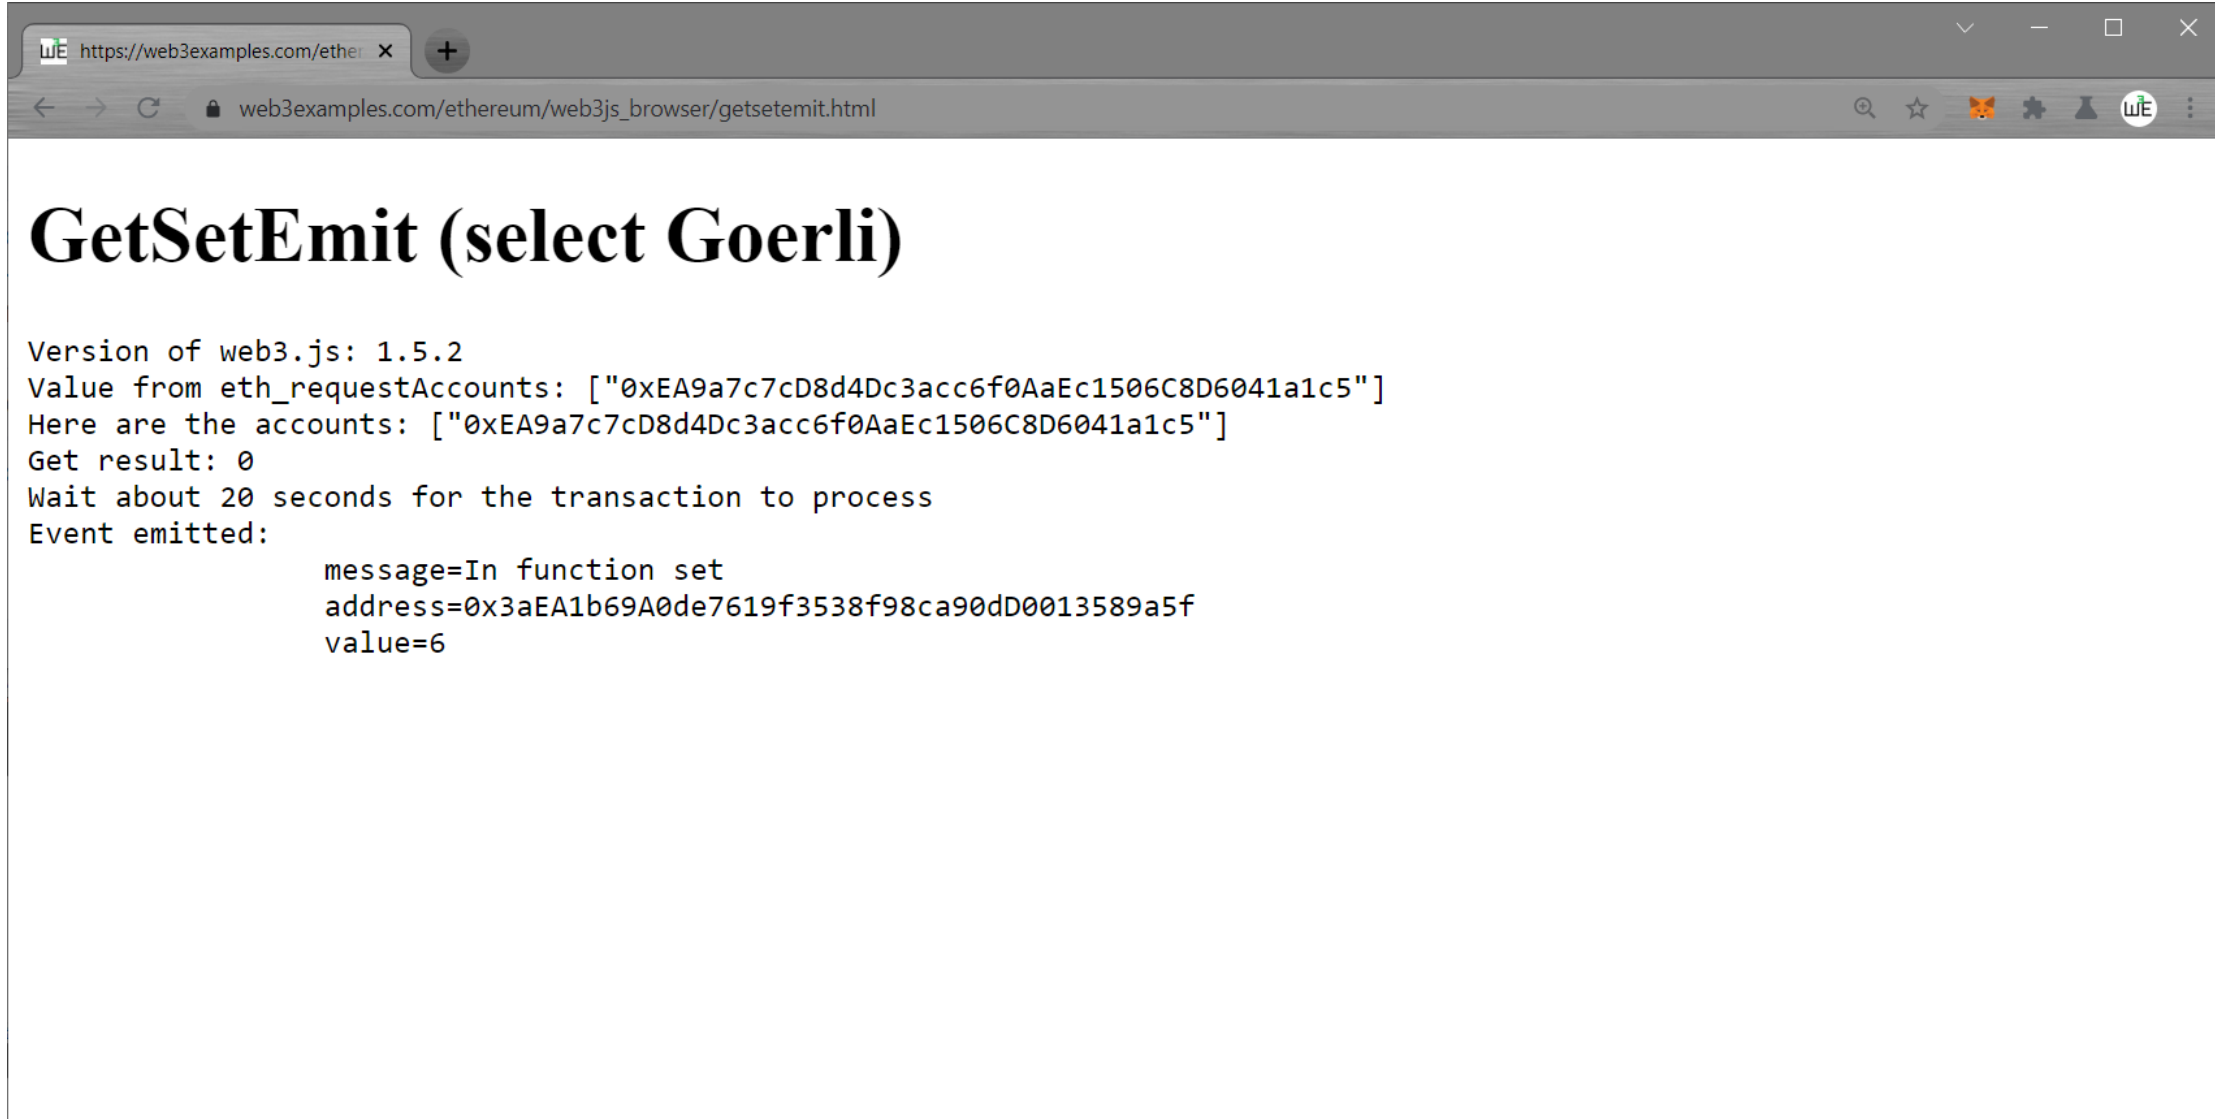 https://web3examples.com/ether
web3examples.com/ethereum/web3js_browser/getsetemit.html
GetSetEmit (select Goerli)
Version of web3.js: 1.5.2
Value from eth_requestAccounts: ["0xEA9a7c7cD8d4Dc3acc6f0AaEc1506C8D6041a1c5"]
Here are the accounts: ["0xEA9a7c7cD8d4Dc3acc6f0AaEc1506C8D6041a1c5"]
Get result: 0
Wait about 20 seconds for the transaction to process
Event emitted:
message=In function set
address=0x3aEA1b69A0de7619f3538f98ca90dD0013589a5f
value=6